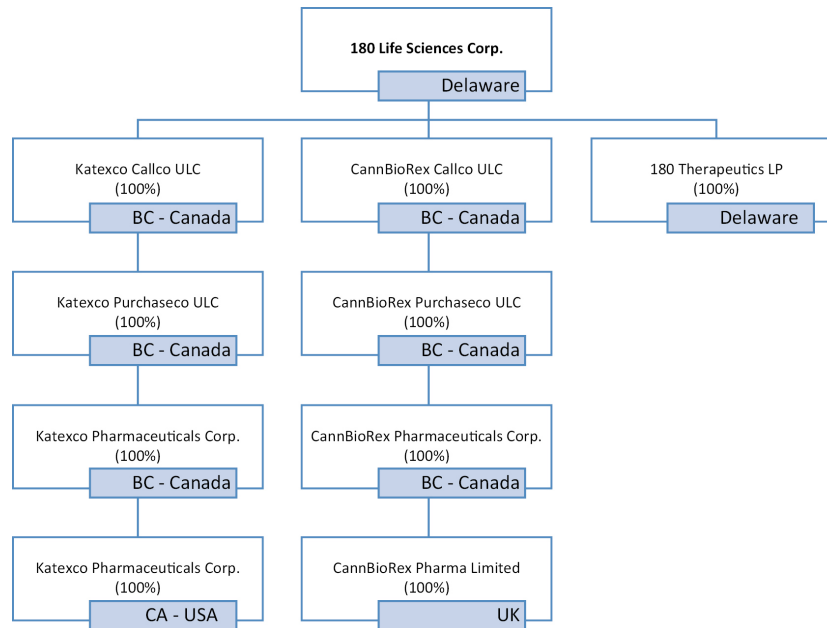 180 Life Sciences Corp.
Delaware
Katexco Callco ULC
(100%)
BC - Canada
CannBioRex Callco ULC
(100%)
BC - Canada
180 Therapeutics LP
(100%)
Delaware
Katexco Purchaseco ULC
(100%)
BC - Canada
CannBioRex Purchaseco ULC
(100%)
BC - Canada
Katexco Pharmaceuticals Corp.
(100%)
BC - Canada
CannBioRex Pharmaceuticals Corp.
(100%)
BC - Canada
Katexco Pharmaceuticals Corp.
(100%)
CA - USA
CannBioRex Pharma Limited
(100%)
UK